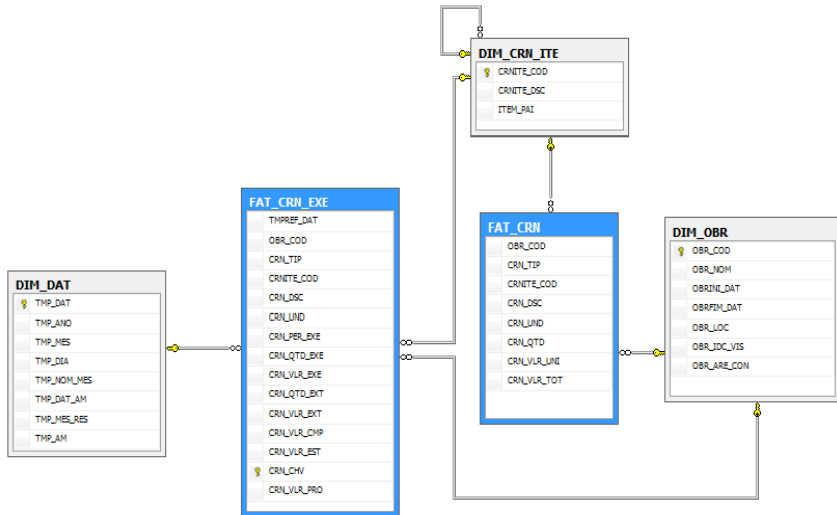 DIM_CRN_ITE
CRNITE_COD
CRNITE_DSC
ITEM_PAI
FAT_CRN_EXE
TMPREF_DAT
OBR_COD
CRN_TIP
CRNITE_COD
CRN_DSC
CRN_UND
CRN_PER_EXE
CRN_QTD_EXE
CRN_VLR_EXE
CRN_QTD_EXT
CRN_VLR_EXT
CRN_VLR_CMP
CRN_VLR_EST
CRN_CHV
CRN_VLR_PRO
FAT_CRN
OBR_COD
CRN_TIP
CRNITE_COD
CRN_DSC
CRN_UND
CRN_QTD
CRN_VLR_UNI
CRN_VLR_TOT
DIM_OBR
OBR_COD
OBR_NOM
OBRINI_DAT
OBRFIM_DAT
OBR_LOC
OBR_IDC_VIS
OBR_ARE_CON
DIM_DAT
TMP_DAT
TMP_ANO
TMP_MES
TMP_DIA
TMP_NOM_MES
TMP_DAT_AM
TMP_MES_RES
TMP_AM